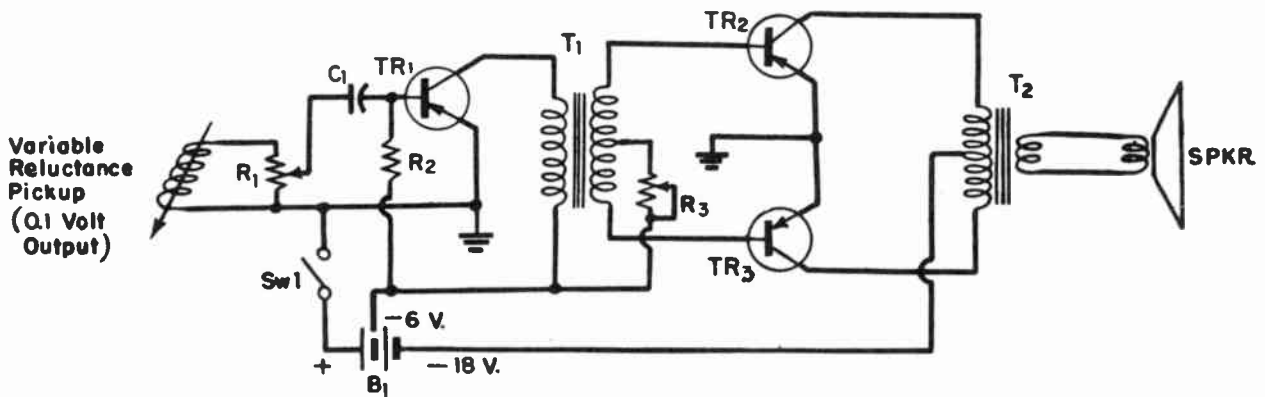 Variable
Reluctance
Pickup
(0.1 Volt
Output)
R1
C1
TR1
R2
Sw1
+
B1
−6 V.
−18 V.
T1
R3
TR2
TR3
T2
SPKR.